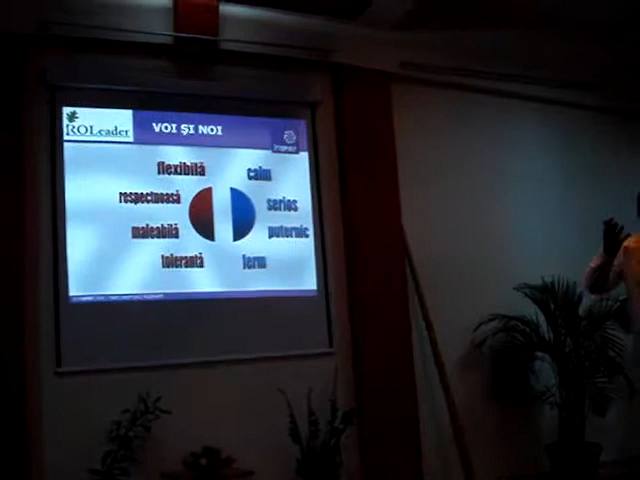 ROLeader
VOI ŞI NOI
flexibilă
calm
respectuoasă
serios
maleabilă
puternic
tolerantă
ferm